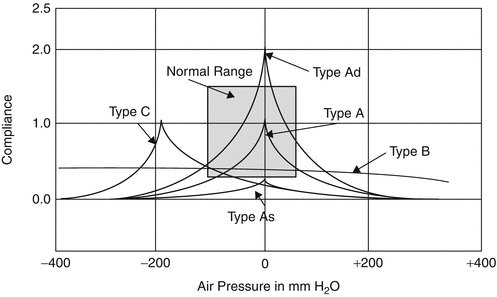 2.5
2.0
Normal Range
Type Ad
Type C
Type A
1.0
Compliance
Type B
0.0
Type As
−400
−200
0
+200
+400
Air Pressure in mm H₂O